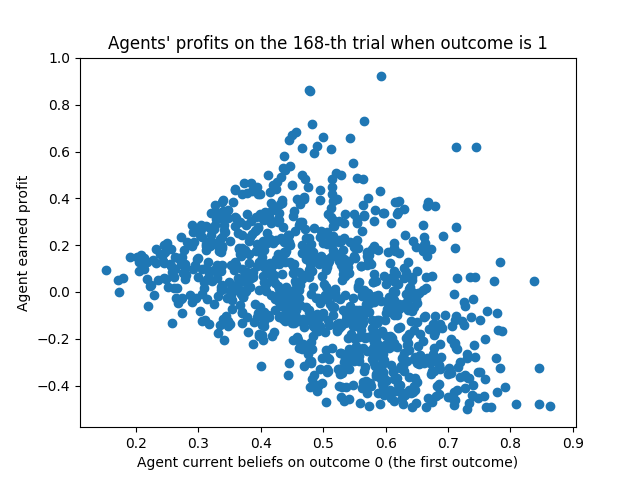 Agents' profits on the 168-th trial when outcome is 1
1.0
0.8
0.6
0.4
0.2
0.0
−0.2
−0.4
Agent earned profit
0.2 0.3 0.4 0.5 0.6 0.7 0.8 0.9
Agent current beliefs on outcome 0 (the first outcome)